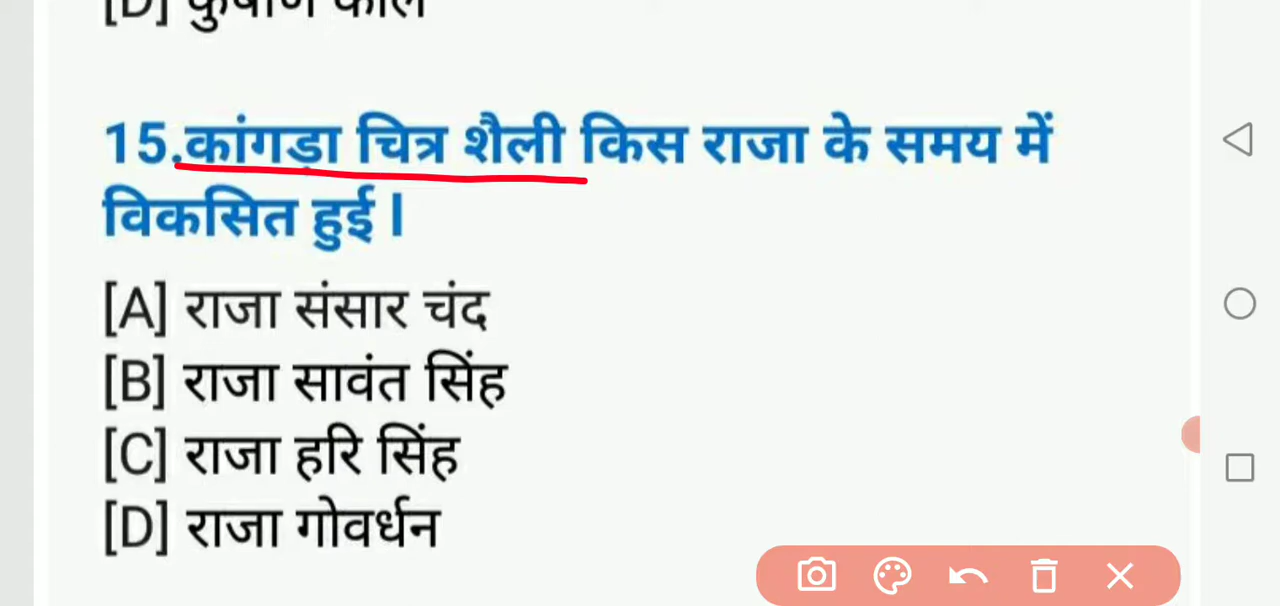 [D] कुषाण काल
15.कांगडा चित्र शैली किस राजा के समय में
विकसित हुई l
[A] राजा संसार चंद
[B] राजा सावंत सिंह
[C] राजा हरि सिंह
[D] राजा गोवर्धन